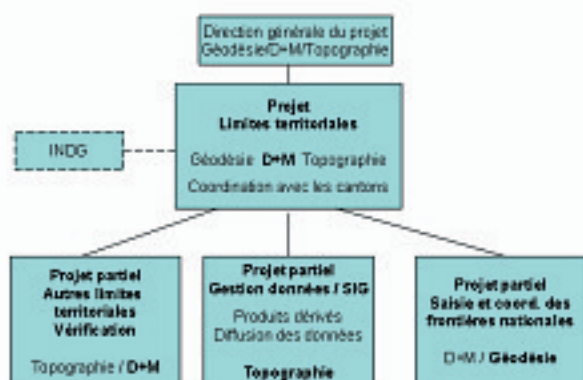 Direction générale du projet
Géodésie/D+M/Topographie
Projet
Limites territoriales
Géodésie D+M Topographie
Coordination avec les cantons
INDG
Projet partiel
Autres limites
territoriales
Vérification
Topographie / D+M
Projet partiel
Gestion données / SIG
Produits dérivés
Diffusion des données
Topographie
Projet partiel
Saisie et coord. des
frontières nationales
D+M / Géodésie